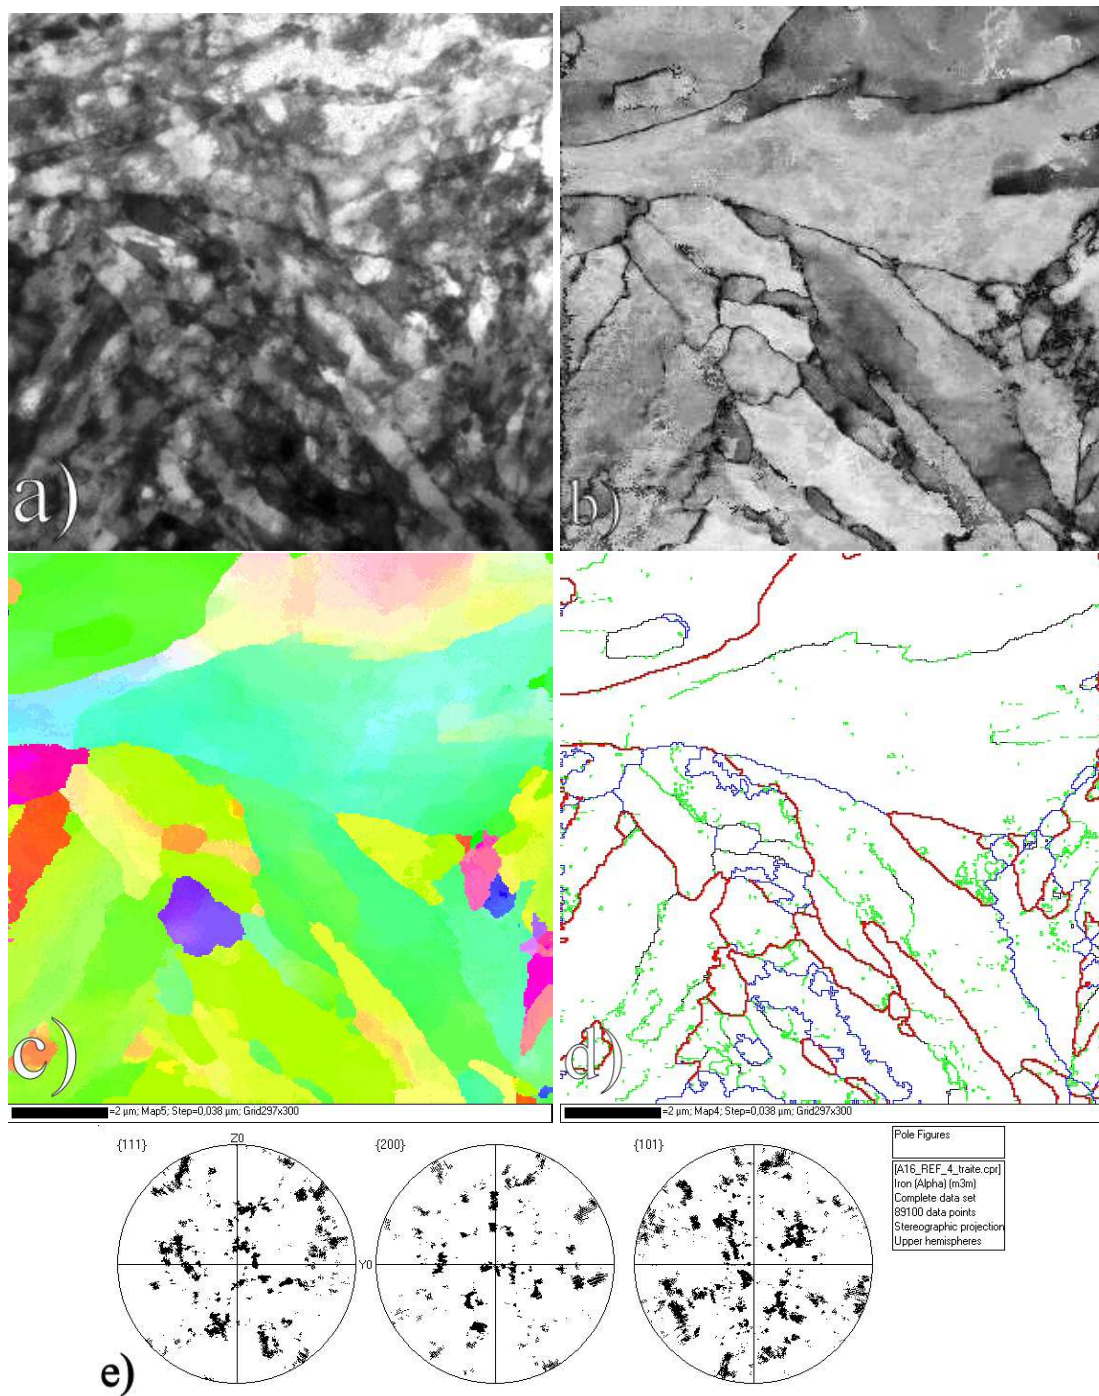 a)
b)
c)
d)
=2 µm; Map5; Step=0,038 µm; Grid297x300
=2 µm; Map4; Step=0,038 µm; Grid297x300
{111}
Z0
{200}
{101}
Y0
Pole Figures
[A16_REF_4_traite.cpr]
Iron (Alpha) (m3m)
Complete data set
89100 data points
Stereographic projection
Upper hemispheres
e)